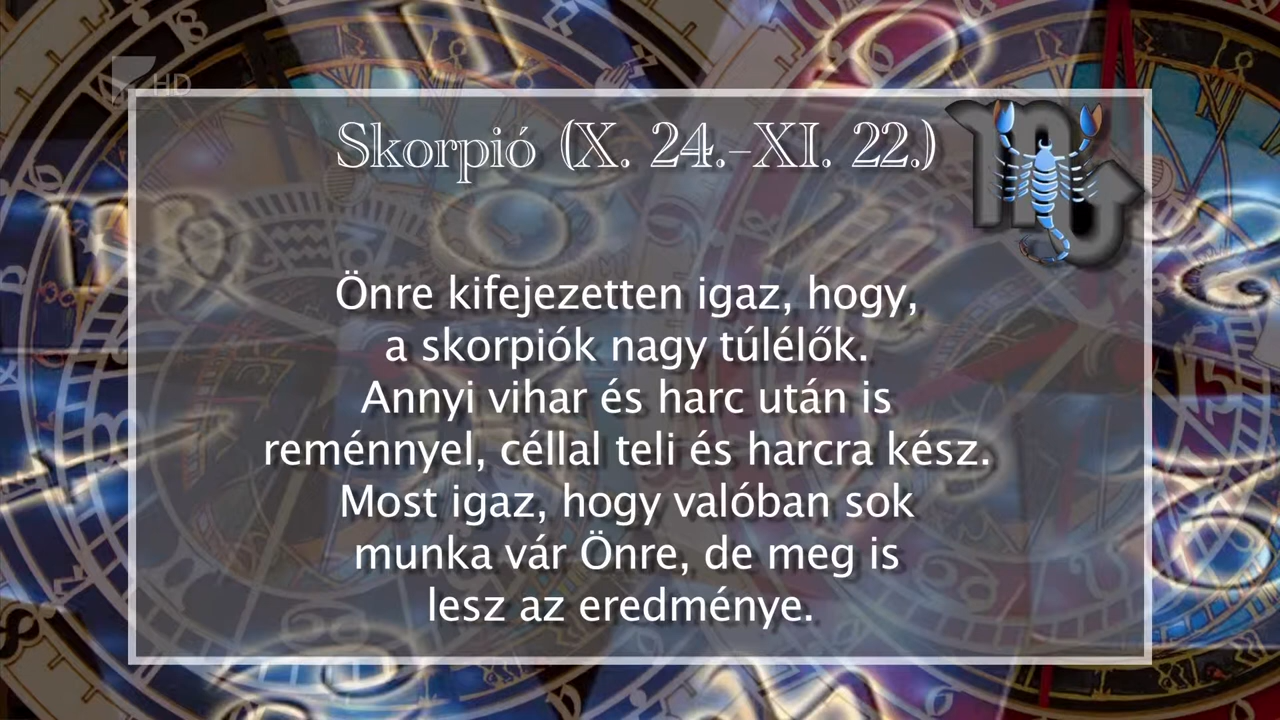 HD
Skorpió (X. 24.-XI. 22.)
Önre kifejezetten igaz, hogy,
a skorpiók nagy túlélők.
Annyi vihar és harc után is
reménnyel, céllal teli és harcra kész.
Most igaz, hogy valóban sok
munka vár Önre, de meg is
lesz az eredménye.